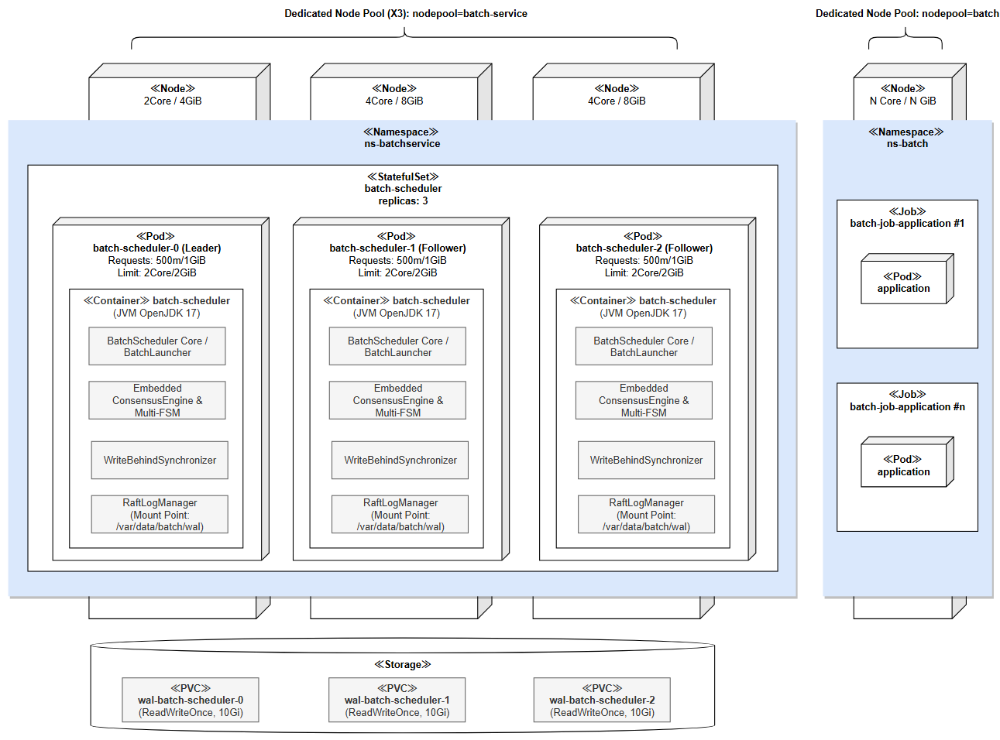 Dedicated Node Pool (X3): nodepool=batch-service
Dedicated Node Pool: nodepool=batch
≪Node≫
2Core / 4GiB
≪Node≫
4Core / 8GiB
≪Node≫
4Core / 8GiB
≪Node≫
N Core / N GiB
≪Namespace≫
ns-batchservice
≪StatefulSet≫
batch-scheduler
replicas: 3
≪Pod≫
batch-scheduler-0 (Leader)
Requests: 500m/1GiB
Limit: 2Core/2GiB
≪Container≫ batch-scheduler
(JVM OpenJDK 17)
BatchScheduler Core /
BatchLauncher
Embedded
ConsensusEngine &
Multi-FSM
WriteBehindSynchronizer
RaftLogManager
(Mount Point:
/var/data/batch/wal)
≪Pod≫
batch-scheduler-1 (Follower)
Requests: 500m/1GiB
Limit: 2Core/2GiB
≪Container≫ batch-scheduler
(JVM OpenJDK 17)
BatchScheduler Core /
BatchLauncher
Embedded
ConsensusEngine &
Multi-FSM
WriteBehindSynchronizer
RaftLogManager
(Mount Point:
/var/data/batch/wal)
≪Pod≫
batch-scheduler-2 (Follower)
Requests: 500m/1GiB
Limit: 2Core/2GiB
≪Container≫ batch-scheduler
(JVM OpenJDK 17)
BatchScheduler Core /
BatchLauncher
Embedded
ConsensusEngine &
Multi-FSM
WriteBehindSynchronizer
RaftLogManager
(Mount Point:
/var/data/batch/wal)
≪Namespace≫
ns-batch
≪Job≫
batch-job-application #1
≪Pod≫
application
≪Job≫
batch-job-application #n
≪Pod≫
application
≪Storage≫
≪PVC≫
wal-batch-scheduler-0
(ReadWriteOnce, 10Gi)
≪PVC≫
wal-batch-scheduler-1
(ReadWriteOnce, 10Gi)
≪PVC≫
wal-batch-scheduler-2
(ReadWriteOnce, 10Gi)